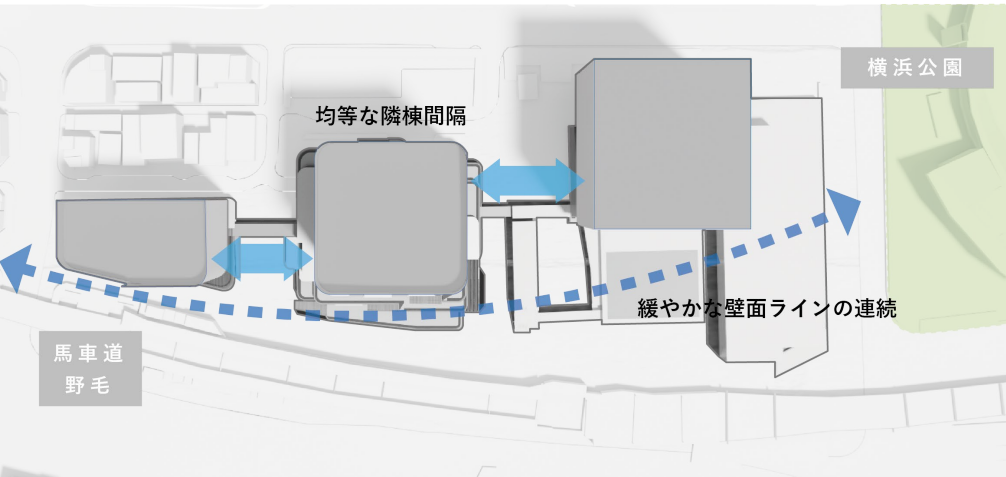 横浜公園
均等な隣棟間隔
緩やかな壁面ラインの連続
馬車道
野毛